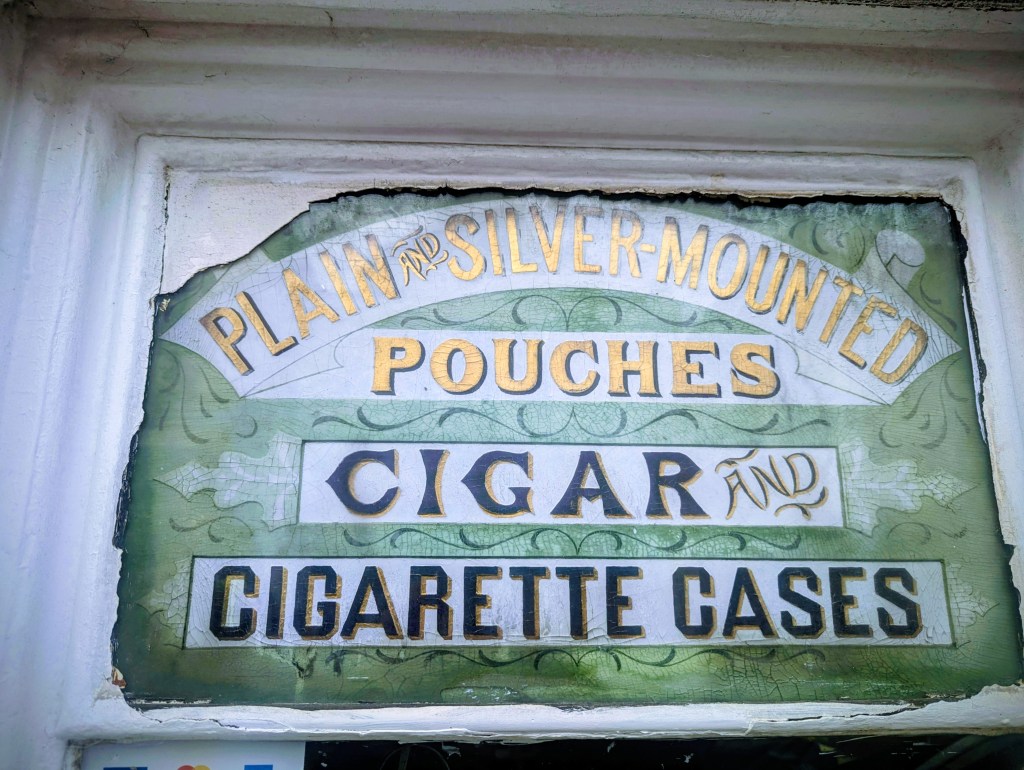 PLAIN AND SILVER-MOUNTED
POUCHES
CIGAR AND
CIGARETTE CASES